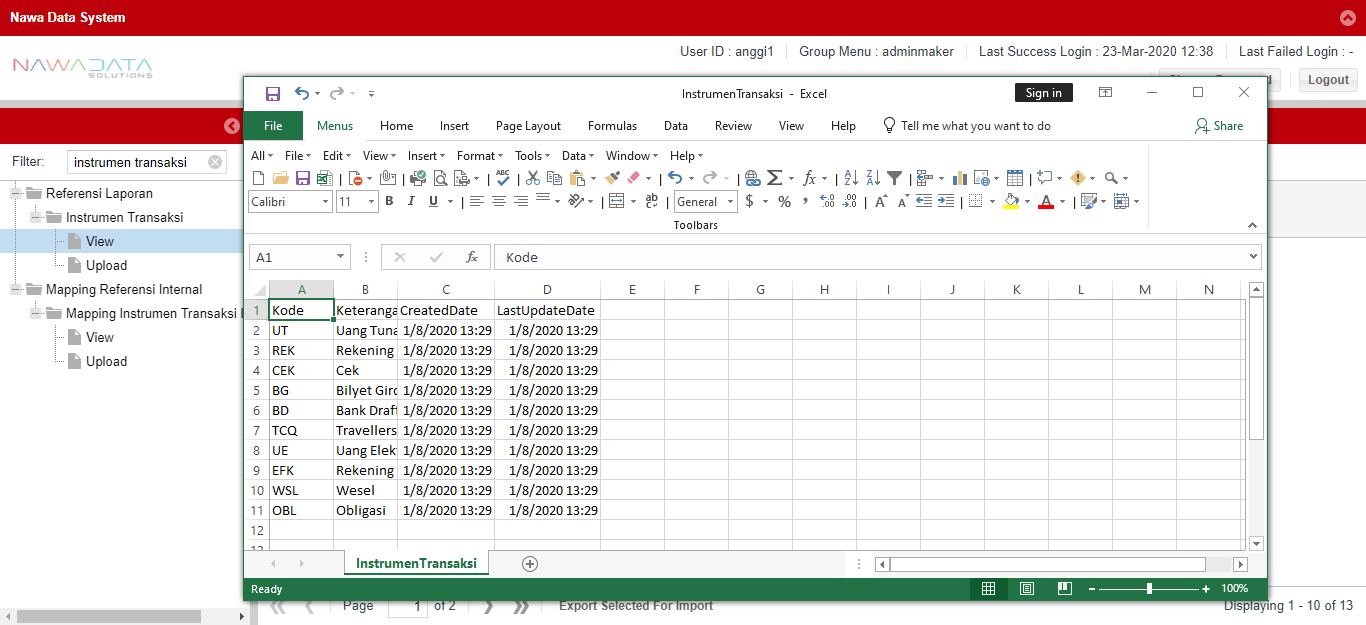 Nawa Data System
NAWADATA
SOLUTIONS
User ID : anggi1
Group Menu : adminmaker
Last Success Login : 23-Mar-2020 12:38
Last Failed Login : -
Logout
InstrumenTransaksi - Excel
Sign in
File Menus Home Insert Page Layout Formulas Data Review View Help Tell me what you want to do Share
Filter: instrumen transaksi
All File Edit View Insert Format Tools Data Window Help
Calibri 11 B I U General $ % ,
Toolbars
Referensi Laporan
Instrumen Transaksi
View
Upload
Mapping Referensi Internal
Mapping Instrumen Transaksi
View
Upload
A1 fx Kode
A B C D E F G H I J K L M N
1 Kode Keteranga CreatedDate LastUpdateDate
2 UT Uang Tuna 1/8/2020 13:29 1/8/2020 13:29
3 REK Rekening 1/8/2020 13:29 1/8/2020 13:29
4 CEK Cek 1/8/2020 13:29 1/8/2020 13:29
5 BG Bilyet Giro 1/8/2020 13:29 1/8/2020 13:29
6 BD Bank Draft 1/8/2020 13:29 1/8/2020 13:29
7 TCQ Travellers 1/8/2020 13:29 1/8/2020 13:29
8 UE Uang Elek 1/8/2020 13:29 1/8/2020 13:29
9 EFK Rekening 1/8/2020 13:29 1/8/2020 13:29
10 WSL Wesel 1/8/2020 13:29 1/8/2020 13:29
11 OBL Obligasi 1/8/2020 13:29 1/8/2020 13:29
12
InstrumenTransaksi
Ready
100%
Page 1 of 2
Export Selected For Import
Displaying 1 - 10 of 13